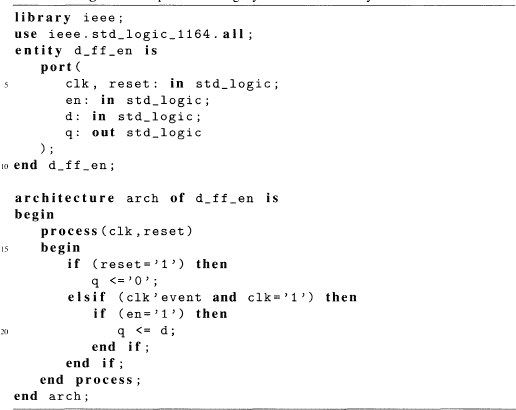 library ieee;
use ieee.std_logic_1164.all;
entity d_ff_en is
port(
5 clk, reset: in std_logic;
en: in std_logic;
d: in std_logic;
q: out std_logic
);
10 end d_ff_en;
architecture arch of d_ff_en is
begin
process(clk,reset)
15 begin
if (reset='1') then
q <='0';
elsif (clk'event and clk='1') then
if (en='1') then
20 q <= d;
end if;
end if;
end process;
end arch;